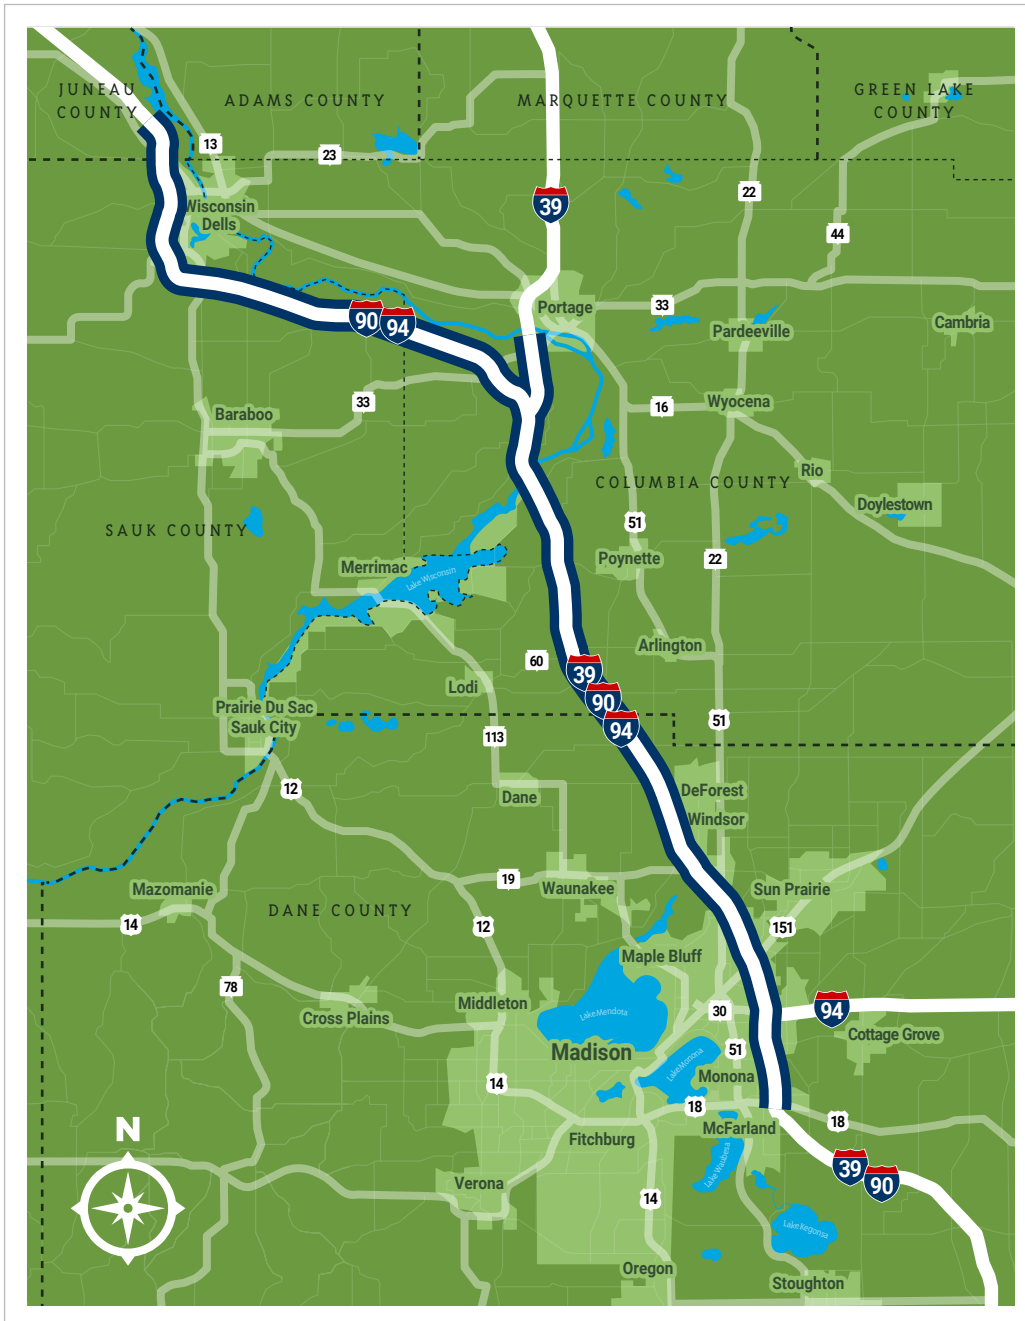 JUNEAU
COUNTY
ADAMS COUNTY
MARQUETTE COUNTY
GREEN LAKE
COUNTY
13
23
39
22
44
Wisconsin
Dells
90
94
Portage
33
Pardeeville
Cambria
33
Baraboo
16
Wyocena
Rio
COLUMBIA COUNTY
Doylestown
SAUK COUNTY
51
22
Poynette
Merrimac
Lake Wisconsin
Arlington
60
39
90
94
Lodi
Prairie Du Sac
Sauk City
113
51
12
Dane
DeForest
Windsor
19
Waunakee
Sun Prairie
Mazomanie
DANE COUNTY
14
12
151
Maple Bluff
78
Middleton
Cross Plains
Lake Mendota
30
94
Cottage Grove
Madison
51
Lake Monona
Monona
14
18
18
McFarland
N
Fitchburg
Lake Waubesa
39
90
Verona
14
Lake Kegonsa
Oregon
Stoughton